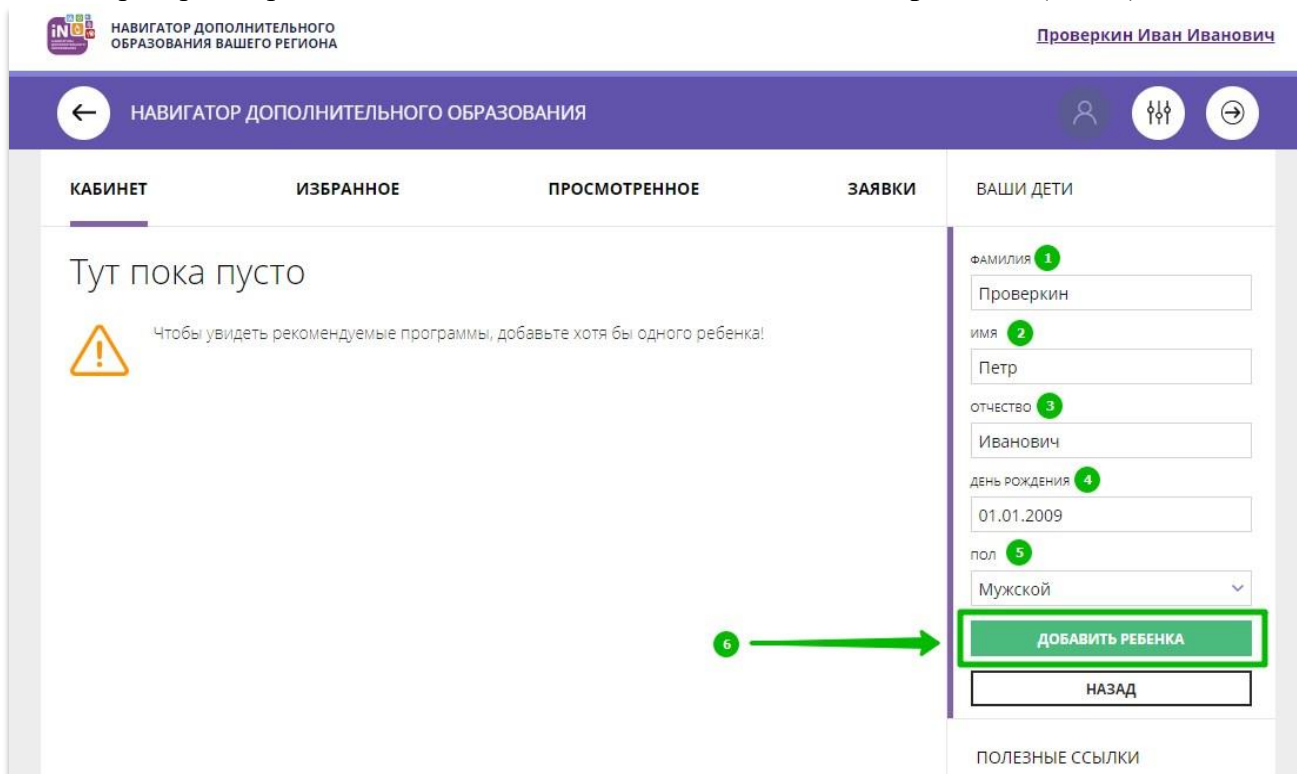 iN
НАВИГАТОР ДОПОЛНИТЕЛЬНОГО
ОБРАЗОВАНИЯ ВАШЕГО РЕГИОНА
Проверкин Иван Иванович
НАВИГАТОР ДОПОЛНИТЕЛЬНОГО ОБРАЗОВАНИЯ
КАБИНЕТ ИЗБРАННОЕ ПРОСМОТРЕННОЕ ЗАЯВКИ
Тут пока пусто
Чтобы увидеть рекомендуемые программы, добавьте хотя бы одного ребенка!
ВАШИ ДЕТИ
ФАМИЛИЯ 1
Проверкин
ИМЯ 2
Петр
ОТЧЕСТВО 3
Иванович
ДЕНЬ РОЖДЕНИЯ 4
01.01.2009
ПОЛ 5
Мужской
6
ДОБАВИТЬ РЕБЕНКА
НАЗАД
ПОЛЕЗНЫЕ ССЫЛКИ